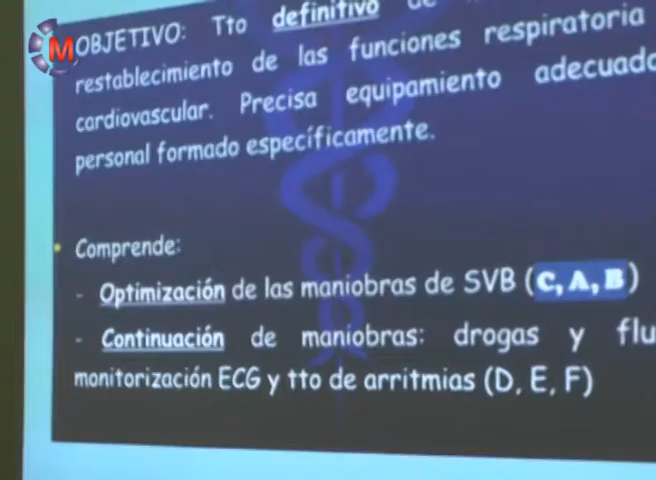 M
OBJETIVO: Tto definitivo de
restablecimiento de las funciones respiratoria
cardiovascular. Precisa equipamiento
personal formado específicamente.
Comprende:
- Optimización de las maniobras de SVB (C, A, B)
- Continuación de maniobras: drogas y
monitorización ECG y tto de arritmias (D, E, F)